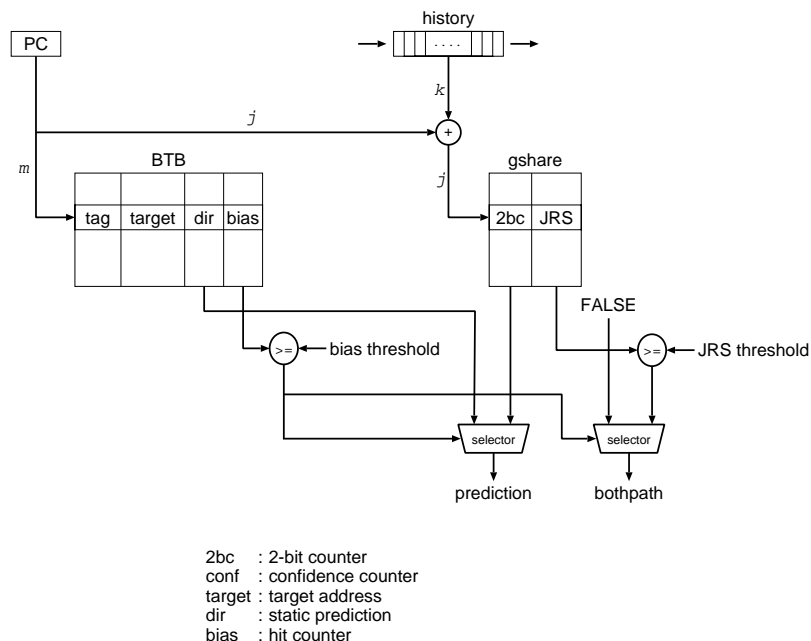 history
PC
. . . .
k
j
+
BTB
gshare
m
j
tag target dir bias
2bc JRS
FALSE
>=
bias threshold
>=
JRS threshold
selector
selector
prediction
bothpath
2bc : 2-bit counter
conf : confidence counter
target : target address
dir : static prediction
bias : hit counter